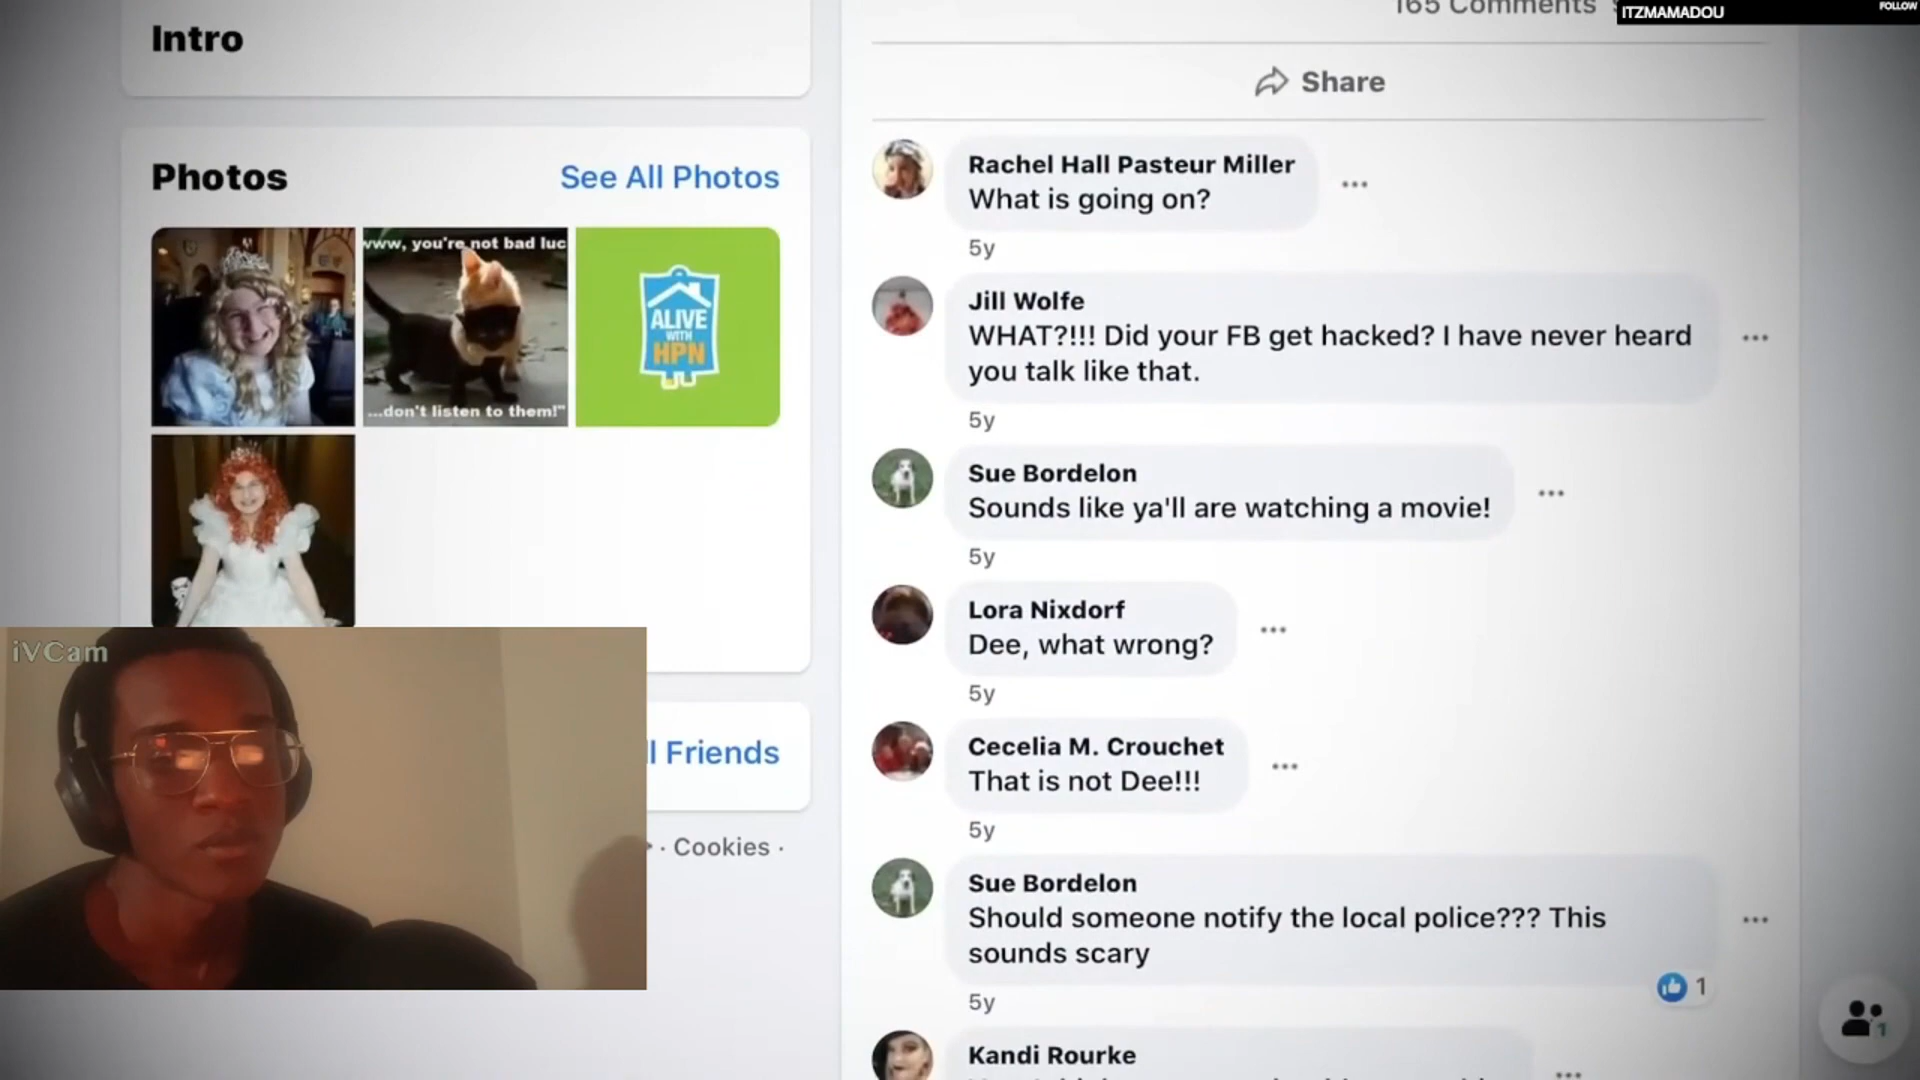 Intro
165 Comments
ITZMAMADOU
FOLLOW
Share
Photos
See All Photos
www, you're not bad luc
...don't listen to them!"
ALIVE
WITH
HPN
Rachel Hall Pasteur Miller
What is going on?
5y
Jill Wolfe
WHAT?!!! Did your FB get hacked? I have never heard
you talk like that.
5y
Sue Bordelon
Sounds like ya'll are watching a movie!
5y
Lora Nixdorf
Dee, what wrong?
5y
Cecelia M. Crouchet
That is not Dee!!!
5y
Sue Bordelon
Should someone notify the local police??? This
sounds scary
1
5y
Kandi Rourke
iVCam
ll Friends
· Cookies ·
1